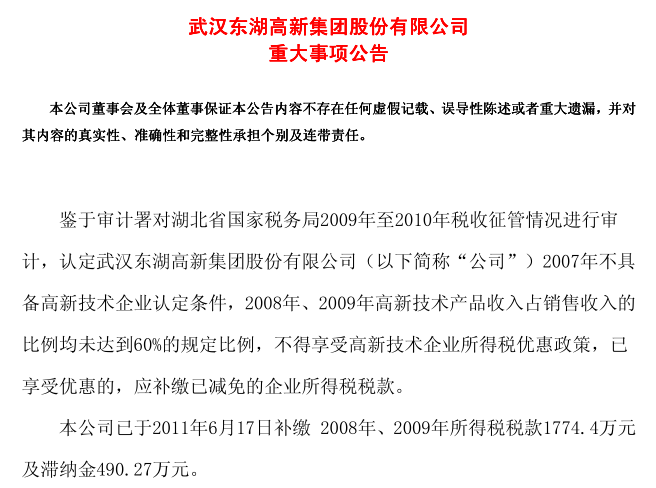 武汉东湖高新集团股份有限公司
重大事项公告
本公司董事会及全体董事保证本公告内容不存在任何虚假记载、误导性陈述或者重大遗漏，并对
其内容的真实性、准确性和完整性承担个别及连带责任。
鉴于审计署对湖北省国家税务局2009年至2010年税收征管情况进行审
计，认定武汉东湖高新集团股份有限公司（以下简称“公司”）2007年不具
备高新技术企业认定条件，2008年、2009年高新技术产品收入占销售收入的
比例均未达到60%的规定比例，不得享受高新技术企业所得税优惠政策，已
享受优惠的，应补缴已减免的企业所得税税款。
本公司已于2011年6月17日补缴 2008年、2009年所得税税款1774.4万元
及滞纳金490.27万元。